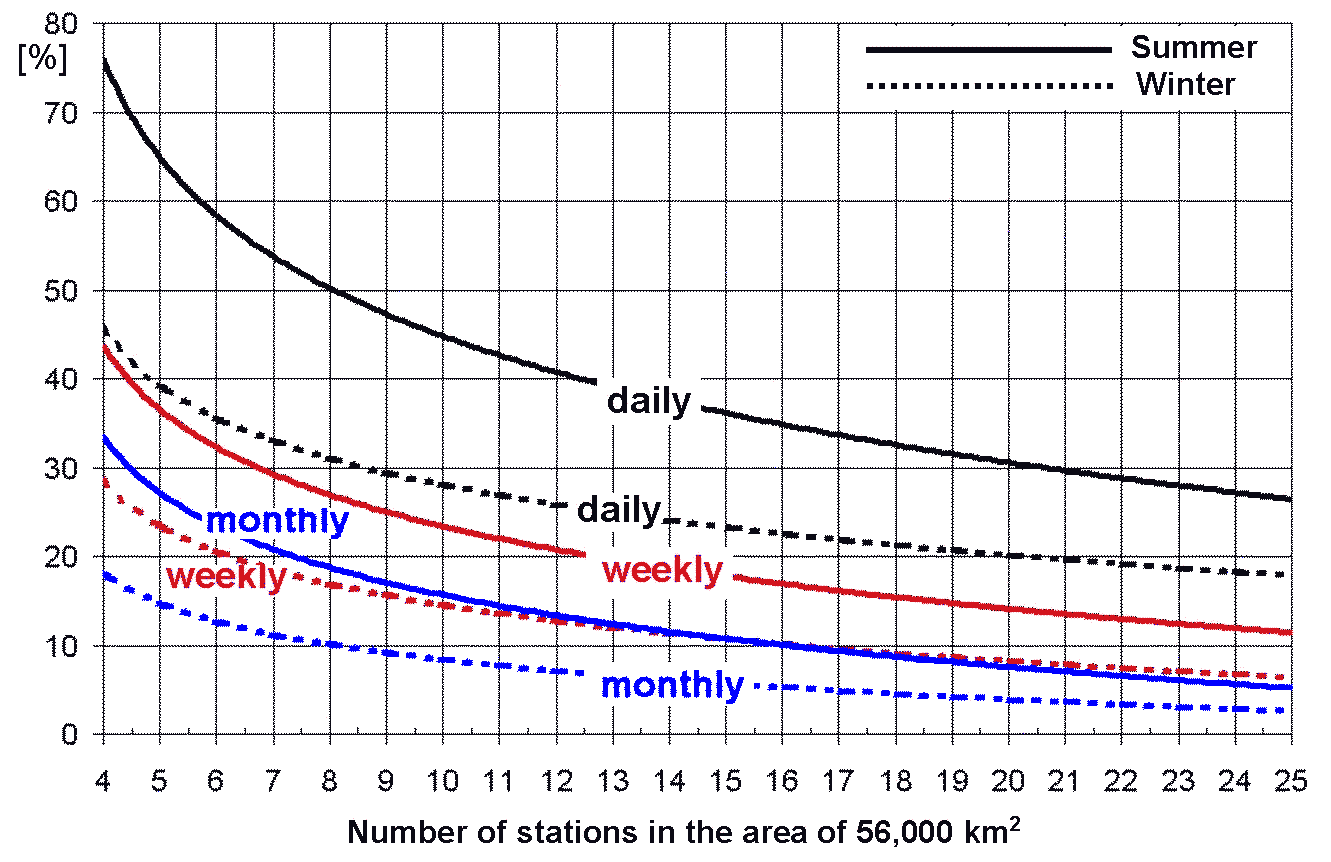 80
[%]
70
60
50
40
30
20
10
0
Summer
Winter
daily
daily
monthly
weekly
weekly
monthly
4 5 6 7 8 9 10 11 12 13 14 15 16 17 18 19 20 21 22 23 24 25
Number of stations in the area of 56,000 km²